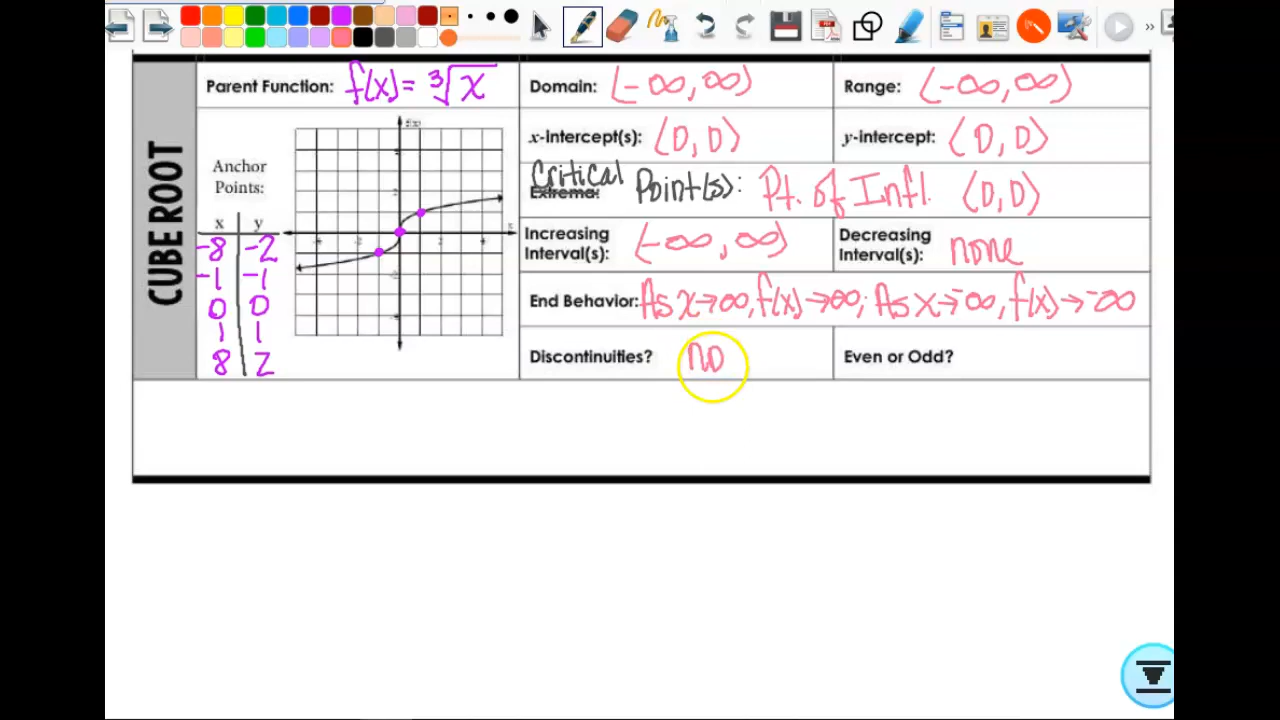 CUBE ROOT
Parent Function: f(x) = ∛x
Domain: (-∞, ∞)
Range: (-∞, ∞)
Anchor
Points:
x y
-8 -2
-1 -1
0 0
1 1
8 2
f(x)
x-intercept(s): (0, 0)
y-intercept: (0, 0)
Critical
Extrema: Point(s): Pt. of Infl. (0, 0)
Increasing
Interval(s): (-∞, ∞)
Decreasing
Interval(s): none
End Behavior: As x→∞, f(x)→∞; As x→-∞, f(x)→-∞
Discontinuities? no
Even or Odd?